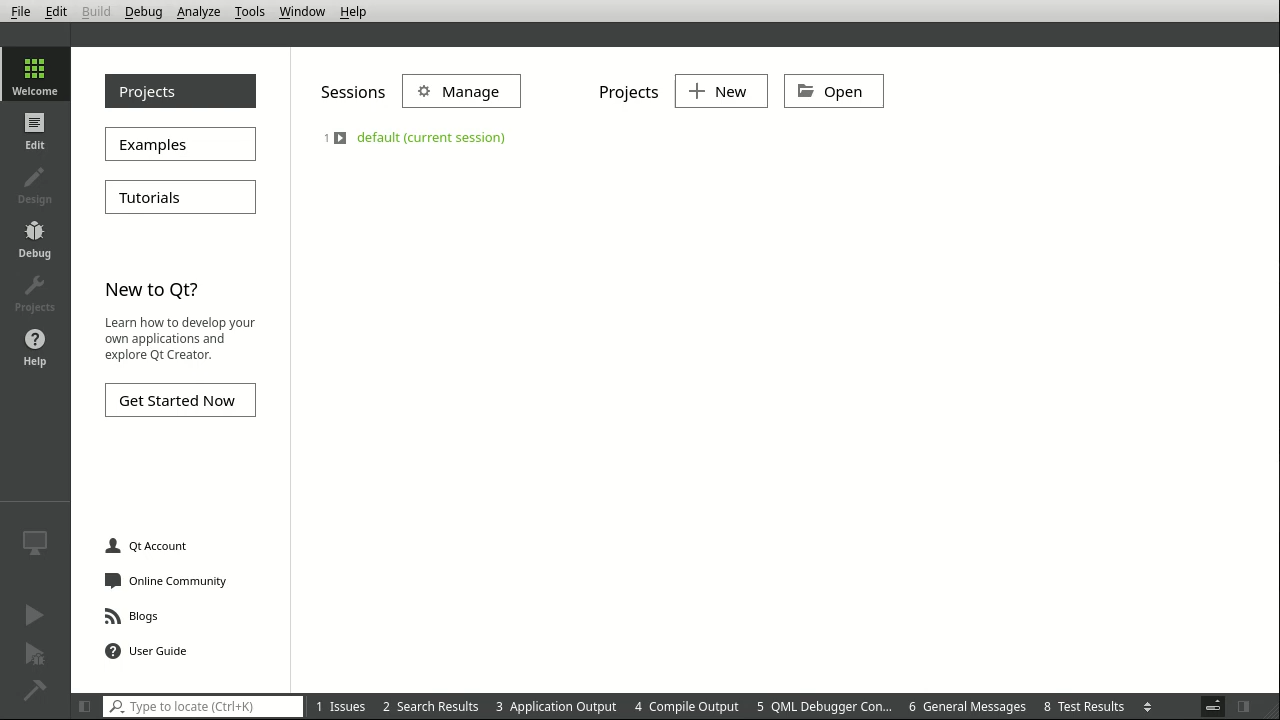 File Edit Build Debug Analyze Tools Window Help
Welcome
Edit
Design
Debug
Projects
Help
Projects
Examples
Tutorials
New to Qt?
Learn how to develop your
own applications and
explore Qt Creator.
Get Started Now
Qt Account
Online Community
Blogs
User Guide
Sessions Manage Projects New Open
1 default (current session)
Type to locate (Ctrl+K) 1 Issues 2 Search Results 3 Application Output 4 Compile Output 5 QML Debugger Con... 6 General Messages 8 Test Results